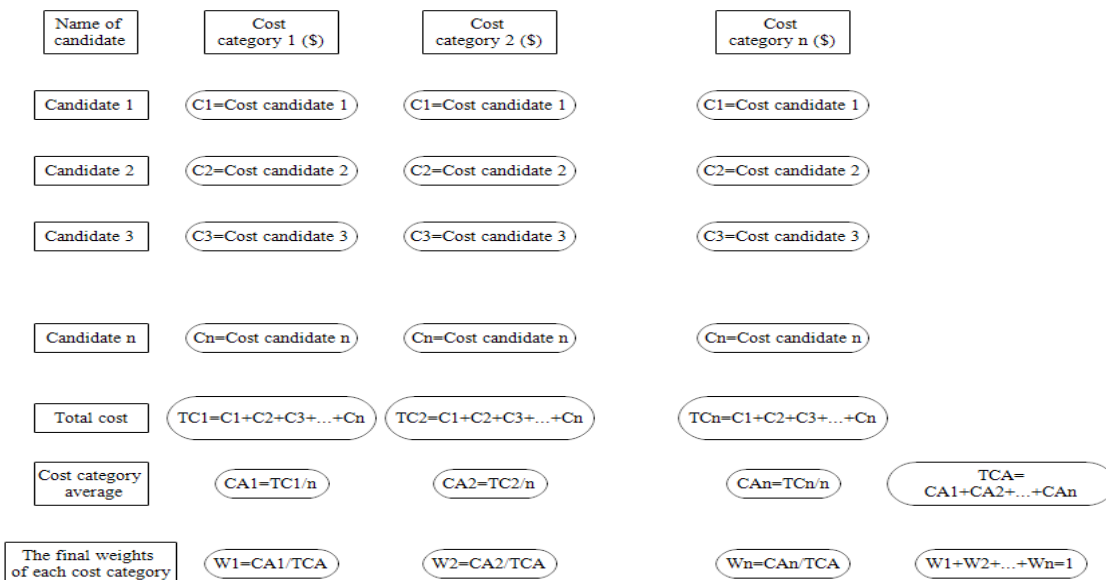 Name of
candidate
Cost
category 1 ($)
Cost
category 2 ($)
Cost
category n ($)
Candidate 1
C1=Cost candidate 1
C1=Cost candidate 1
C1=Cost candidate 1
Candidate 2
C2=Cost candidate 2
C2=Cost candidate 2
C2=Cost candidate 2
Candidate 3
C3=Cost candidate 3
C3=Cost candidate 3
C3=Cost candidate 3
Candidate n
Cn=Cost candidate n
Cn=Cost candidate n
Cn=Cost candidate n
Total cost
TC1=C1+C2+C3+...+Cn
TC2=C1+C2+C3+...+Cn
TCn=C1+C2+C3+...+Cn
Cost category
average
CA1=TC1/n
CA2=TC2/n
CAn=TCn/n
TCA=
CA1+CA2+...+CAn
The final weights
of each cost category
W1=CA1/TCA
W2=CA2/TCA
Wn=CAn/TCA
W1+W2+...+Wn=1